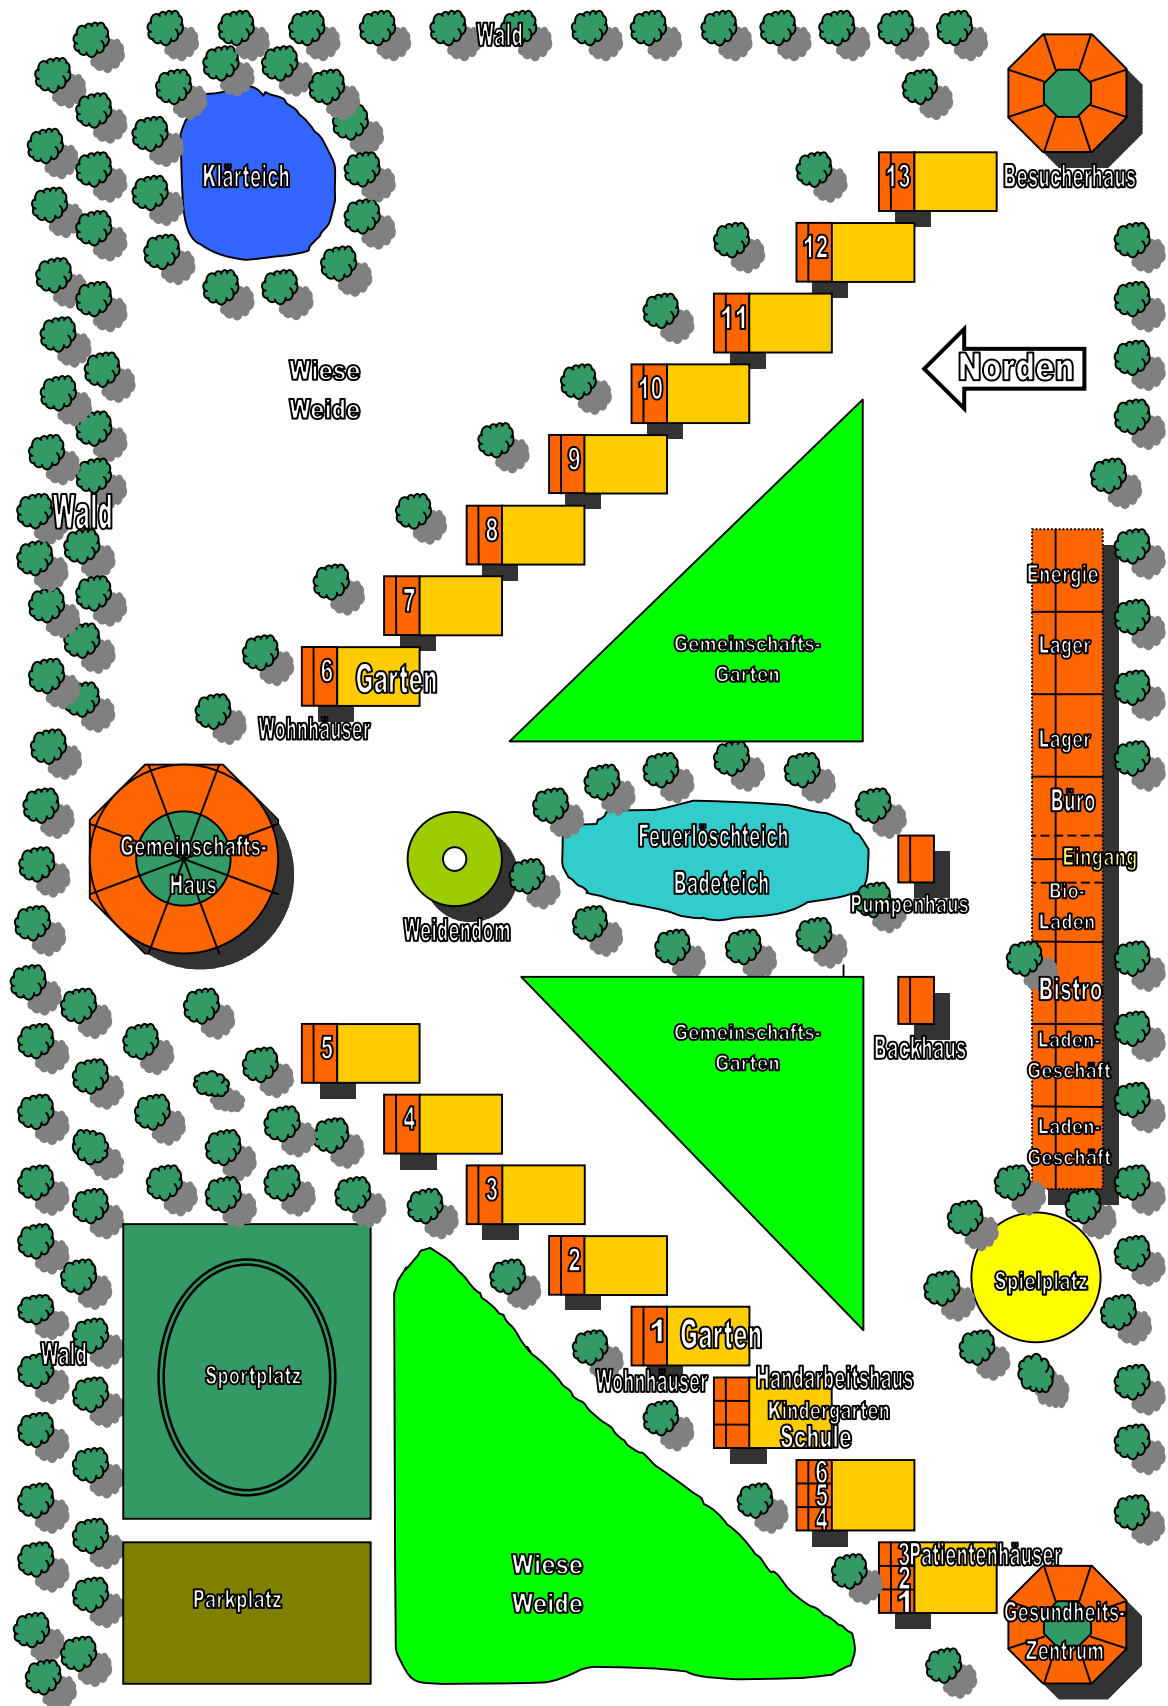 Wald
Klärteich
Besucherhaus
13
12
11
Norden
Wiese
Weide
10
9
Wald
8
7
Energie
Lager
Gemeinschafts-
Garten
6
Garten
Wohnhäuser
Lager
Büro
Eingang
Gemeinschafts-
Haus
Weidendom
Feuerlöschteich
Badeteich
Pumpenhaus
Bio-
Laden
Bistro
Gemeinschafts-
Garten
Backhaus
Laden-
Geschäft
Laden-
Geschäft
5
4
3
2
1
Garten
Wohnhäuser
Spielplatz
Wald
Sportplatz
Handarbeitshaus
Kindergarten
Schule
6
5
4
3
2
1
Patientenhäuser
Wiese
Weide
Parkplatz
Gesundheits-
Zentrum